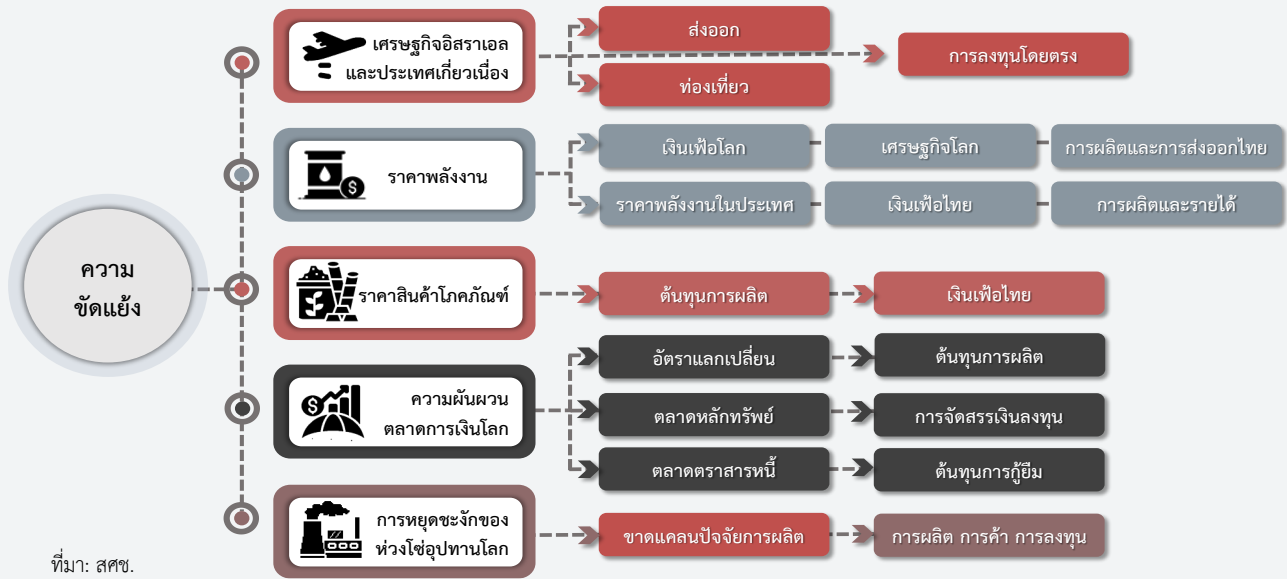 ความ
ขัดแย้ง
เศรษฐกิจอิสราเอล
และประเทศเกี่ยวเนื่อง
ส่งออก
ท่องเที่ยว
การลงทุนโดยตรง
ราคาพลังงาน
เงินเฟ้อโลก
เศรษฐกิจโลก
การผลิตและการส่งออกไทย
ราคาพลังงานในประเทศ
เงินเฟ้อไทย
การผลิตและรายได้
ราคาสินค้าโภคภัณฑ์
ต้นทุนการผลิต
เงินเฟ้อไทย
ความผันผวน
ตลาดการเงินโลก
อัตราแลกเปลี่ยน
ต้นทุนการผลิต
ตลาดหลักทรัพย์
การจัดสรรเงินลงทุน
ตลาดตราสารหนี้
ต้นทุนการกู้ยืม
การหยุดชะงักของ
ห่วงโซ่อุปทานโลก
ขาดแคลนปัจจัยการผลิต
การผลิต การค้า การลงทุน
ที่มา: สศช.